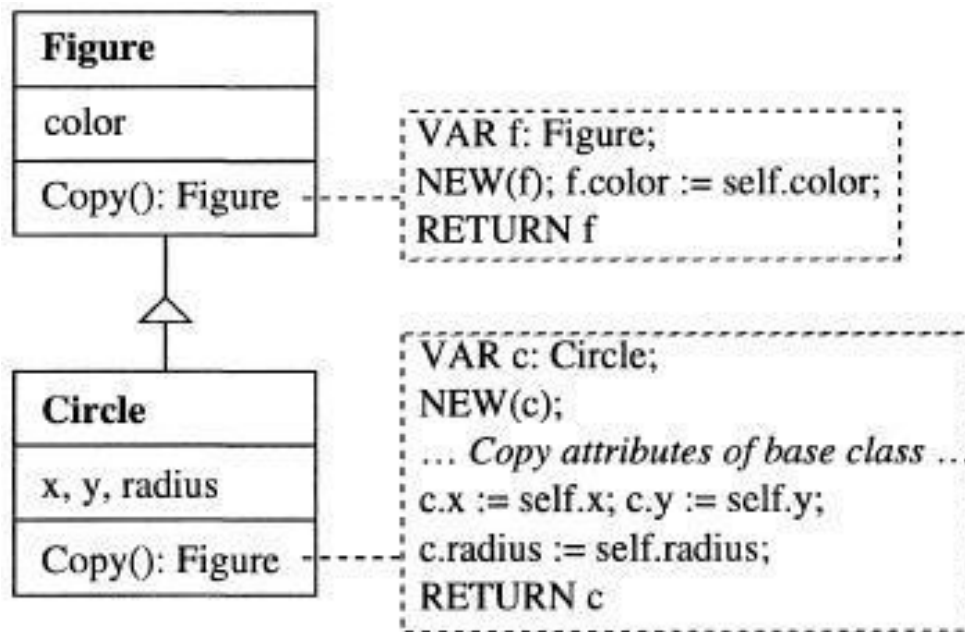 Figure
color
Copy(): Figure
VAR f: Figure;
NEW(f); f.color := self.color;
RETURN f
Circle
x, y, radius
Copy(): Figure
VAR c: Circle;
NEW(c);
... Copy attributes of base class ...
c.x := self.x; c.y := self.y;
c.radius := self.radius;
RETURN c